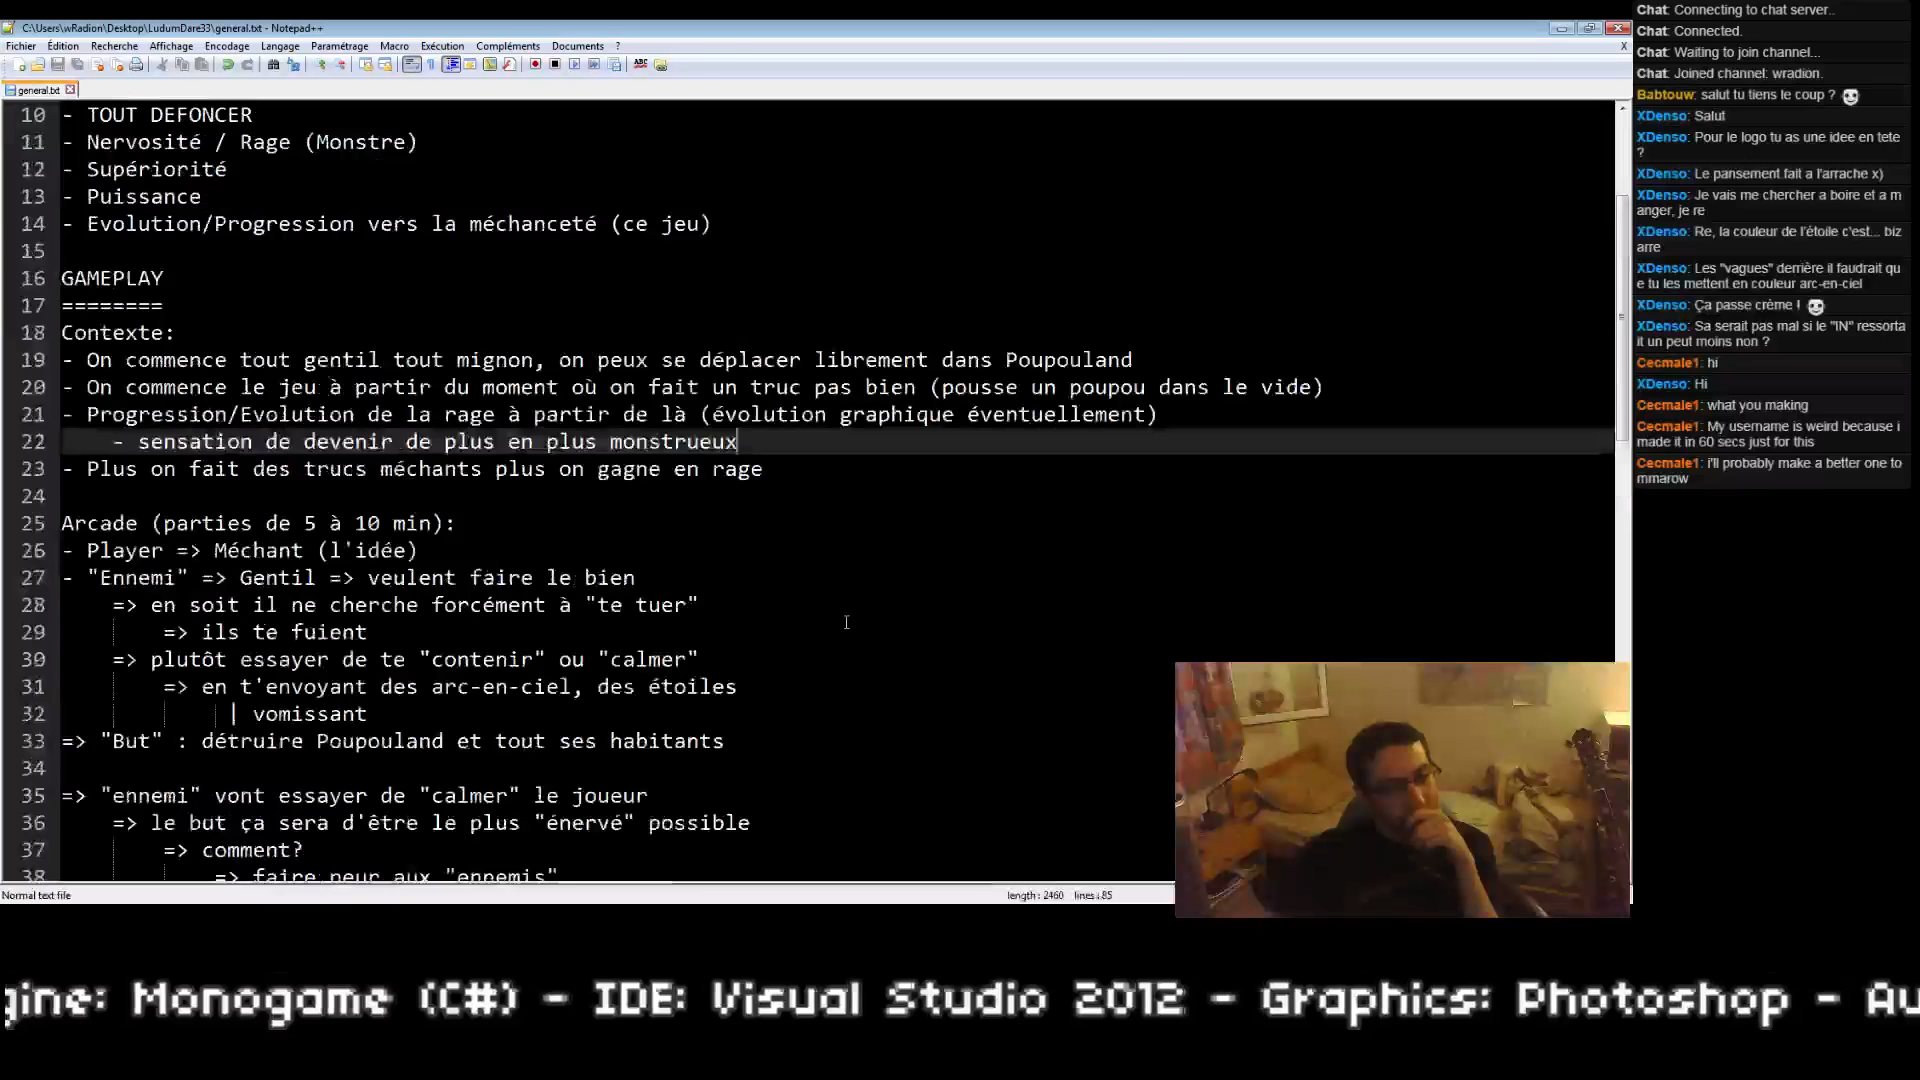 C:\Users\wRadion\Desktop\LudumDare33\general.txt - Notepad++
Fichier Édition Recherche Affichage Encodage Langage Paramétrage Macro Exécution Compléments Documents ? X
general.txt
10 - TOUT DEFONCER
11 - Nervosité / Rage (Monstre)
12 - Supériorité
13 - Puissance
14 - Evolution/Progression vers la méchanceté (ce jeu)
15
16 GAMEPLAY
17 ========
18 Contexte:
19 - On commence tout gentil tout mignon, on peux se déplacer librement dans Poupouland
20 - On commence le jeu à partir du moment où on fait un truc pas bien (pousse un poupou dans le vide)
21 - Progression/Evolution de la rage à partir de là (évolution graphique éventuellement)
22 - sensation de devenir de plus en plus monstrueux
23 - Plus on fait des trucs méchants plus on gagne en rage
24
25 Arcade (parties de 5 à 10 min):
26 - Player => Méchant (l'idée)
27 - "Ennemi" => Gentil => veulent faire le bien
28 => en soit il ne cherche forcément à "te tuer"
29 => ils te fuient
30 => plutôt essayer de te "contenir" ou "calmer"
31 => en t'envoyant des arc-en-ciel, des étoiles
32 | vomissant
33 => "But" : détruire Poupouland et tout ses habitants
34
35 => "ennemi" vont essayer de "calmer" le joueur
36 => le but ça sera d'être le plus "énervé" possible
37 => comment?
38 => faire peur aux "ennemis"
Normal text file length : 2460 lines : 85
Chat: Connecting to chat server..
Chat: Connected.
Chat: Waiting to join channel...
Chat: Joined channel: wradion.
Babtouw: salut tu tiens le coup ?
XDenso: Salut
XDenso: Pour le logo tu as une idee en tete
?
XDenso: Le pansement fait a l'arrache x)
XDenso: Je vais me chercher a boire et a m
anger, je re
XDenso: Re, la couleur de l'étoile c'est... biz
arre
XDenso: Les "vagues" derrière il faudrait qu
e tu les mettent en couleur arc-en-ciel
XDenso: Ça passe crème !
XDenso: Sa serait pas mal si le "IN" ressorta
it un peut moins non ?
Cecmale1: hi
XDenso: Hi
Cecmale1: what you making
Cecmale1: My username is weird because i
made it in 60 secs just for this
Cecmale1: i'll probably make a better one to
mmarow
gine: Monogame (C#) - IDE: Visual Studio 2012 - Graphics: Photoshop - Au